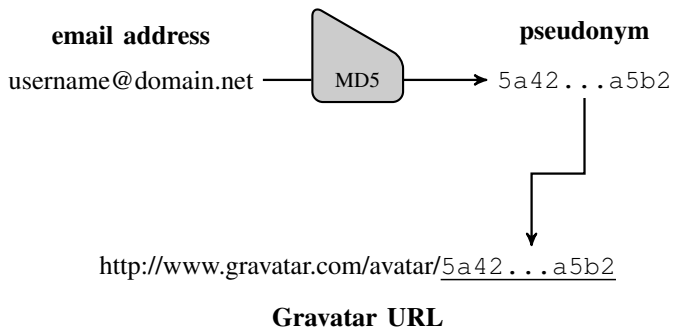 email address
pseudonym
username@domain.net
MD5
5a42...a5b2
http://www.gravatar.com/avatar/5a42...a5b2
Gravatar URL